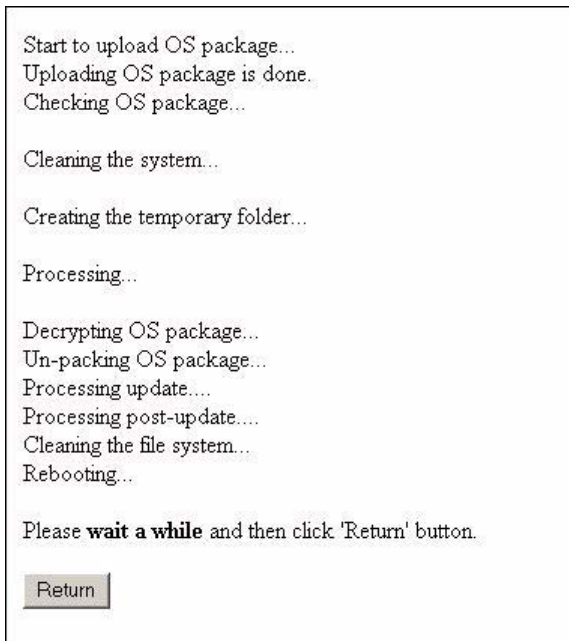 Start to upload OS package...
Uploading OS package is done.
Checking OS package...
Cleaning the system...
Creating the temporary folder...
Processing...
Decrypting OS package...
Un-packing OS package...
Processing update....
Processing post-update....
Cleaning the file system...
Rebooting...
Please wait a while and then click 'Return' button.
Return